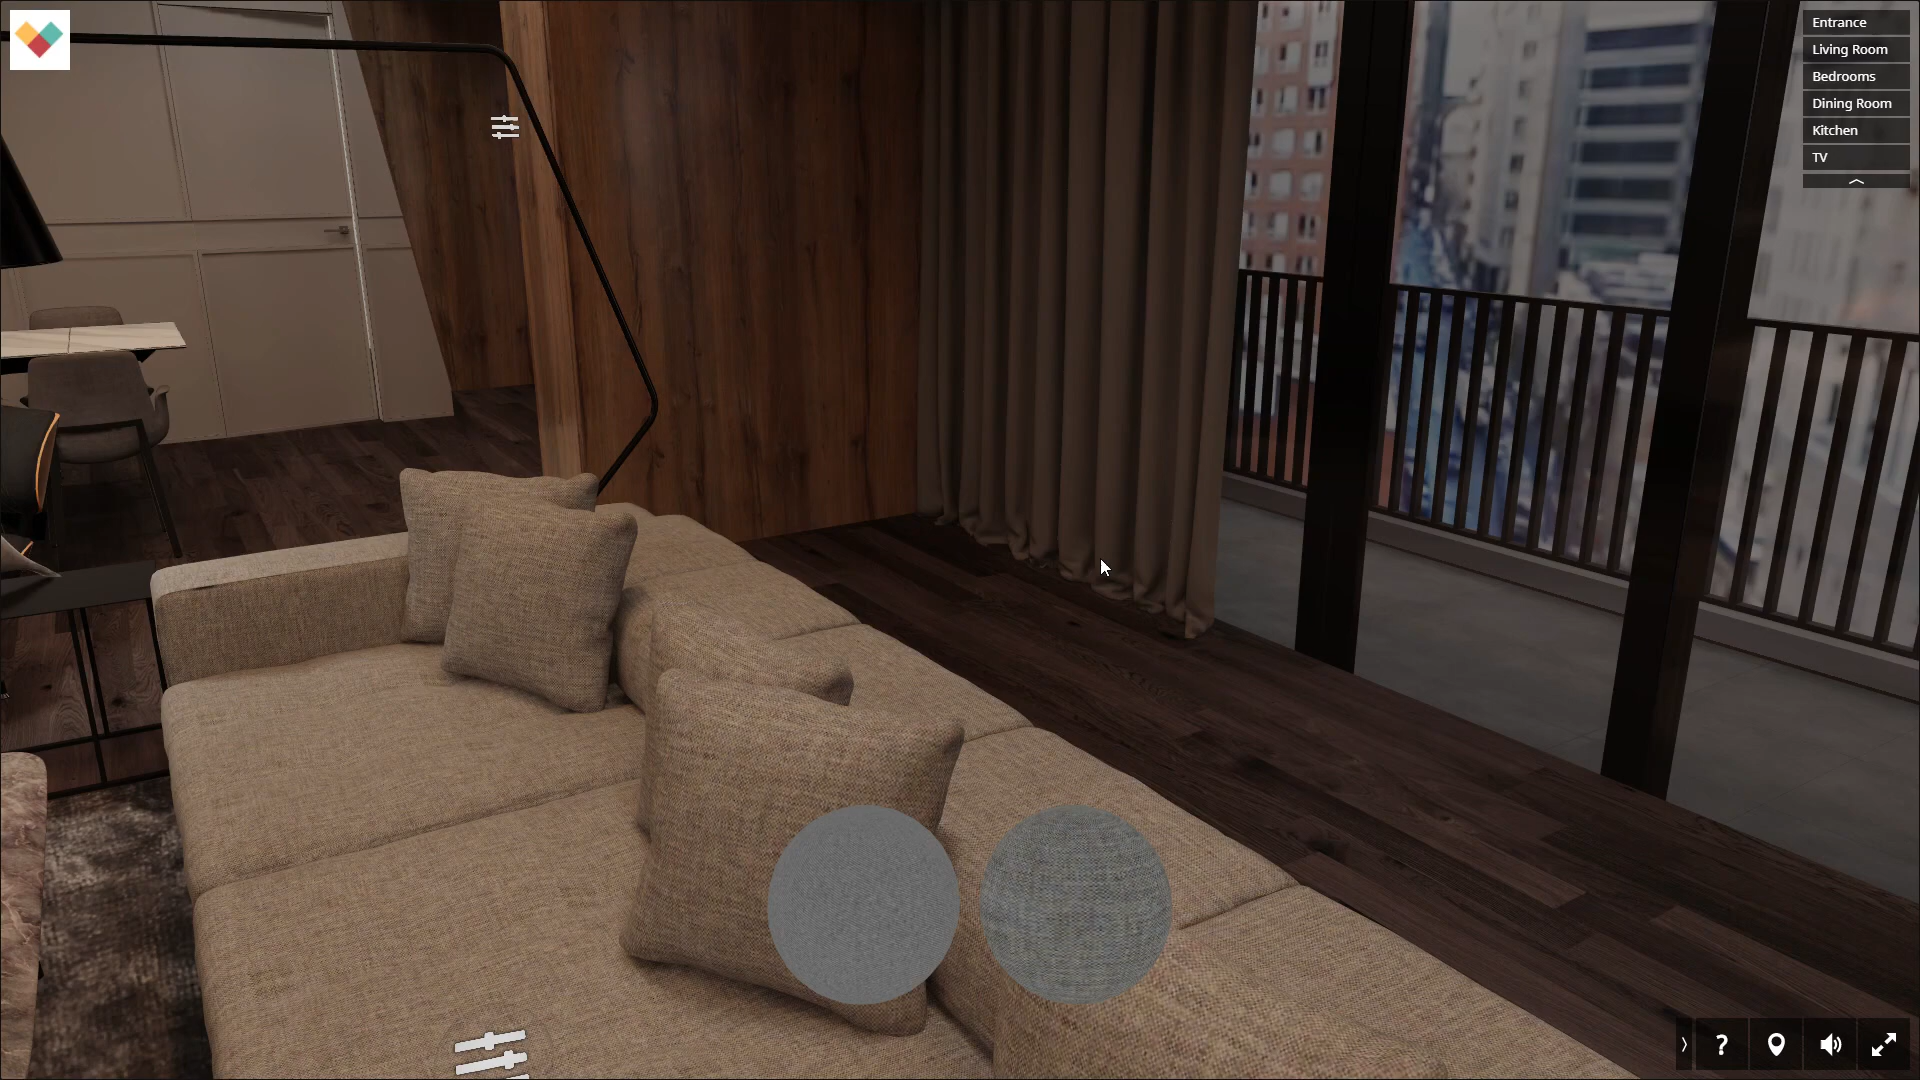 Entrance
Living Room
Bedrooms
Dining Room
Kitchen
TV
?